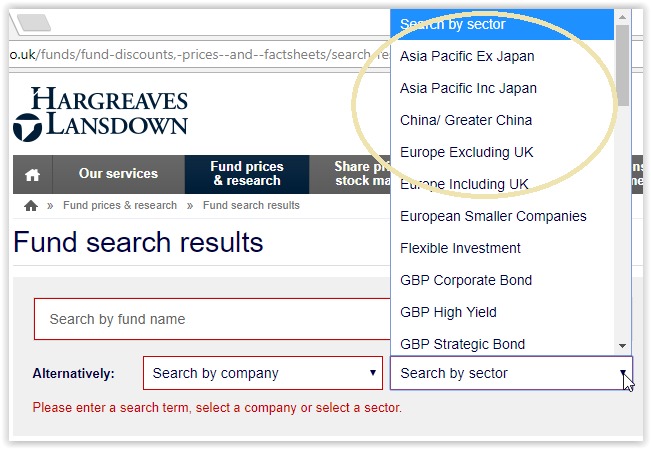 o.uk/funds/fund-discounts,-prices--and--factsheets/search-re
HARGREAVES
LANSDOWN
Our services
Fund prices
& research
Share pr
stock ma
» Fund prices & research » Fund search results
Fund search results
Search by fund name
Alternatively:
Search by company
Search by sector
Please enter a search term, select a company or select a sector.
Search by sector
Asia Pacific Ex Japan
Asia Pacific Inc Japan
China/ Greater China
Europe Excluding UK
Europe Including UK
European Smaller Companies
Flexible Investment
GBP Corporate Bond
GBP High Yield
GBP Strategic Bond